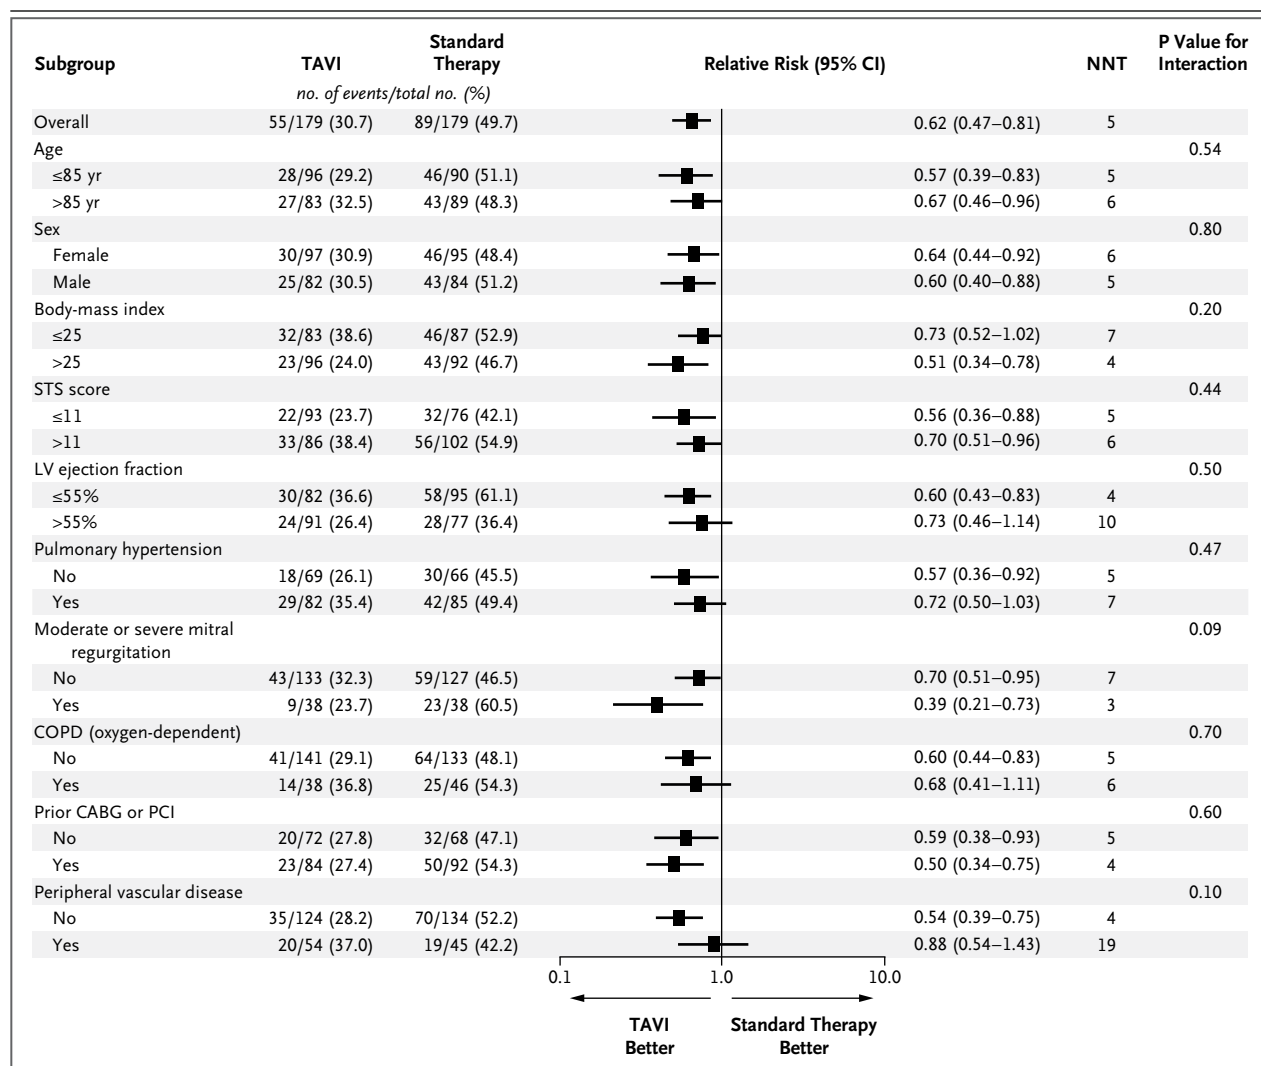 Subgroup TAVI Standard Therapy Relative Risk (95% CI) NNT P Value for Interaction
no. of events/total no. (%)
Overall 55/179 (30.7) 89/179 (49.7) 0.62 (0.47–0.81) 5
Age 0.54
≤85 yr 28/96 (29.2) 46/90 (51.1) 0.57 (0.39–0.83) 5
>85 yr 27/83 (32.5) 43/89 (48.3) 0.67 (0.46–0.96) 6
Sex 0.80
Female 30/97 (30.9) 46/95 (48.4) 0.64 (0.44–0.92) 6
Male 25/82 (30.5) 43/84 (51.2) 0.60 (0.40–0.88) 5
Body-mass index 0.20
≤25 32/83 (38.6) 46/87 (52.9) 0.73 (0.52–1.02) 7
>25 23/96 (24.0) 43/92 (46.7) 0.51 (0.34–0.78) 4
STS score 0.44
≤11 22/93 (23.7) 32/76 (42.1) 0.56 (0.36–0.88) 5
>11 33/86 (38.4) 56/102 (54.9) 0.70 (0.51–0.96) 6
LV ejection fraction 0.50
≤55% 30/82 (36.6) 58/95 (61.1) 0.60 (0.43–0.83) 4
>55% 24/91 (26.4) 28/77 (36.4) 0.73 (0.46–1.14) 10
Pulmonary hypertension 0.47
No 18/69 (26.1) 30/66 (45.5) 0.57 (0.36–0.92) 5
Yes 29/82 (35.4) 42/85 (49.4) 0.72 (0.50–1.03) 7
Moderate or severe mitral 0.09
regurgitation
No 43/133 (32.3) 59/127 (46.5) 0.70 (0.51–0.95) 7
Yes 9/38 (23.7) 23/38 (60.5) 0.39 (0.21–0.73) 3
COPD (oxygen-dependent) 0.70
No 41/141 (29.1) 64/133 (48.1) 0.60 (0.44–0.83) 5
Yes 14/38 (36.8) 25/46 (54.3) 0.68 (0.41–1.11) 6
Prior CABG or PCI 0.60
No 20/72 (27.8) 32/68 (47.1) 0.59 (0.38–0.93) 5
Yes 23/84 (27.4) 50/92 (54.3) 0.50 (0.34–0.75) 4
Peripheral vascular disease 0.10
No 35/124 (28.2) 70/134 (52.2) 0.54 (0.39–0.75) 4
Yes 20/54 (37.0) 19/45 (42.2) 0.88 (0.54–1.43) 19
0.1 1.0 10.0
TAVI Standard Therapy
Better Better